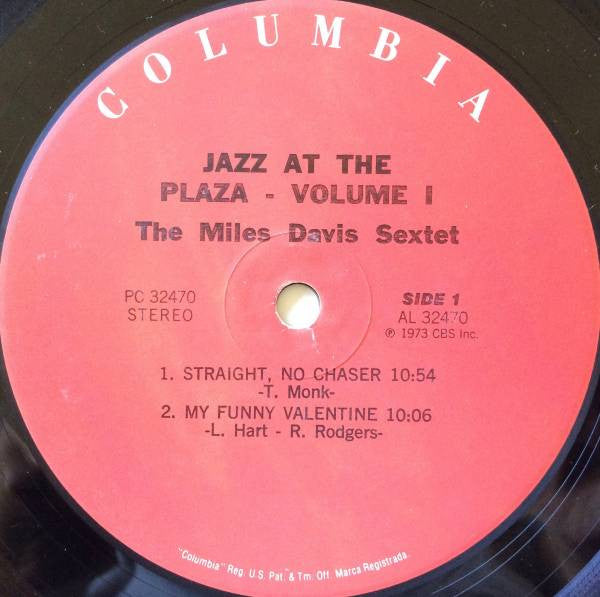 COLUMBIA
JAZZ AT THE
PLAZA - VOLUME I
The Miles Davis Sextet
PC 32470
STEREO
SIDE 1
AL 32470
℗ 1973 CBS Inc.
1. STRAIGHT, NO CHASER 10:54
-T. Monk-
2. MY FUNNY VALENTINE 10:06
-L. Hart - R. Rodgers-
"Columbia" Reg. U.S. Pat. & Tm. Off. Marca Registrada.